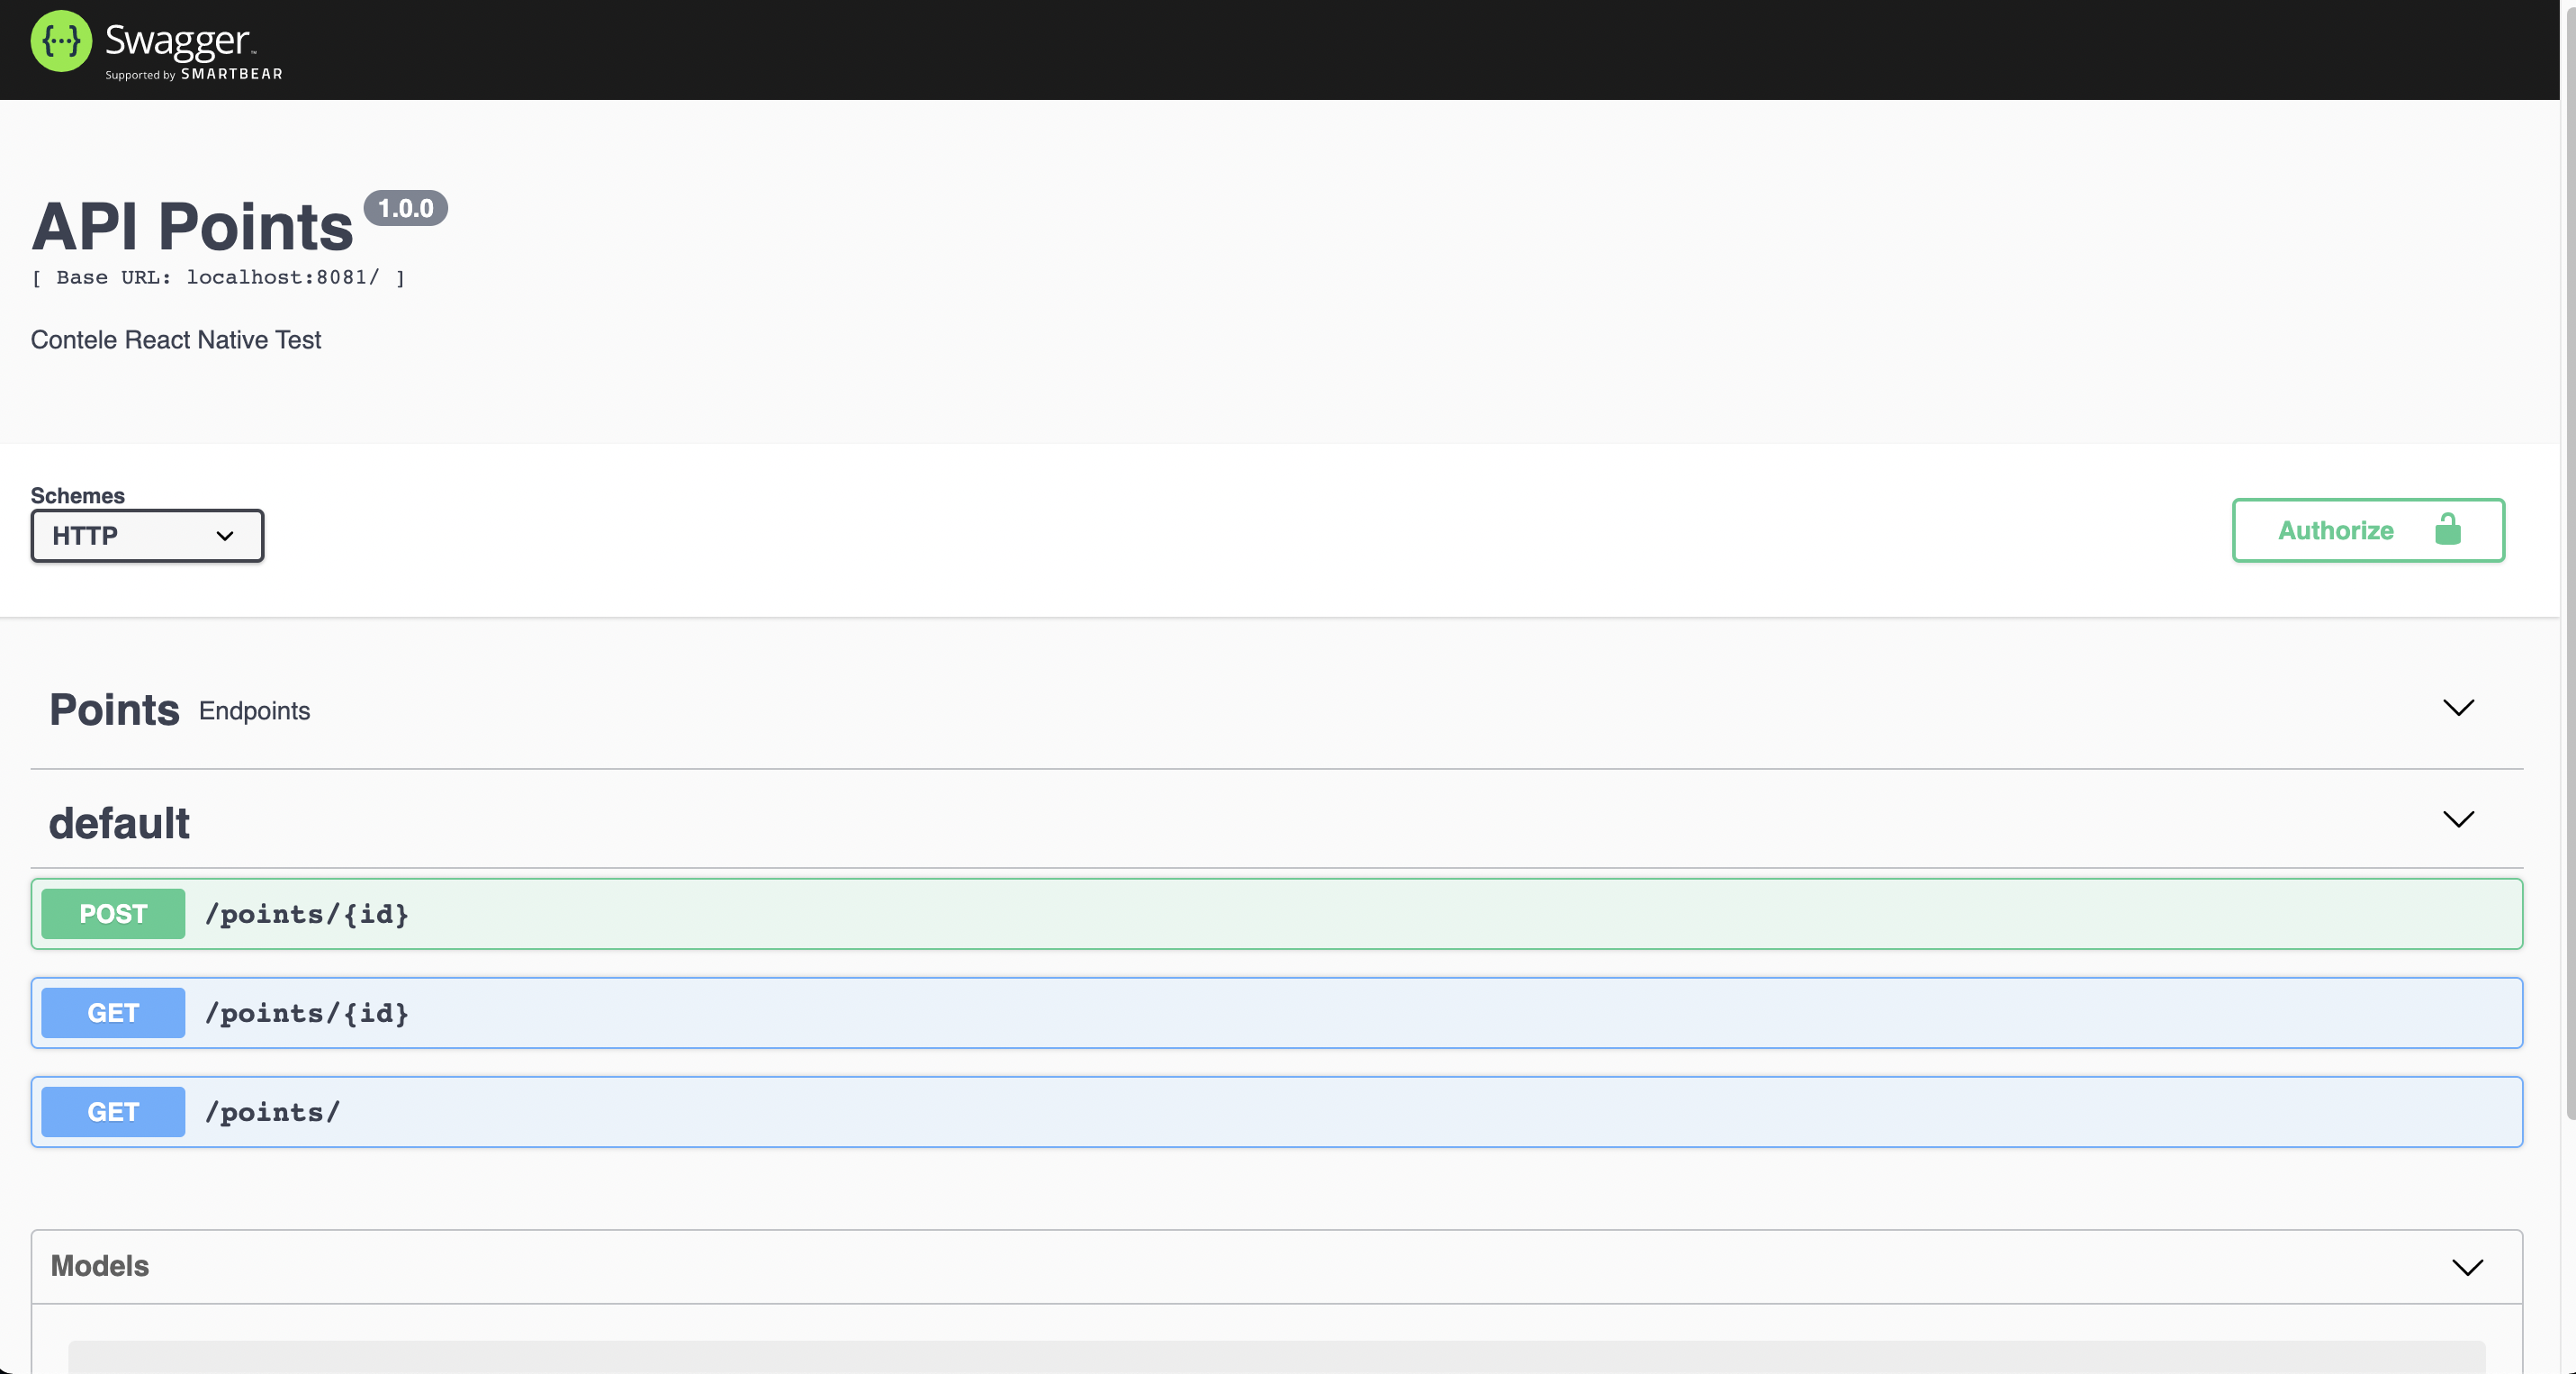 {···} Swagger™
Supported by SMARTBEAR
API Points 1.0.0
[ Base URL: localhost:8081/ ]
Contele React Native Test
Schemes
HTTP
Authorize
Points Endpoints
default
POST /points/{id}
GET /points/{id}
GET /points/
Models